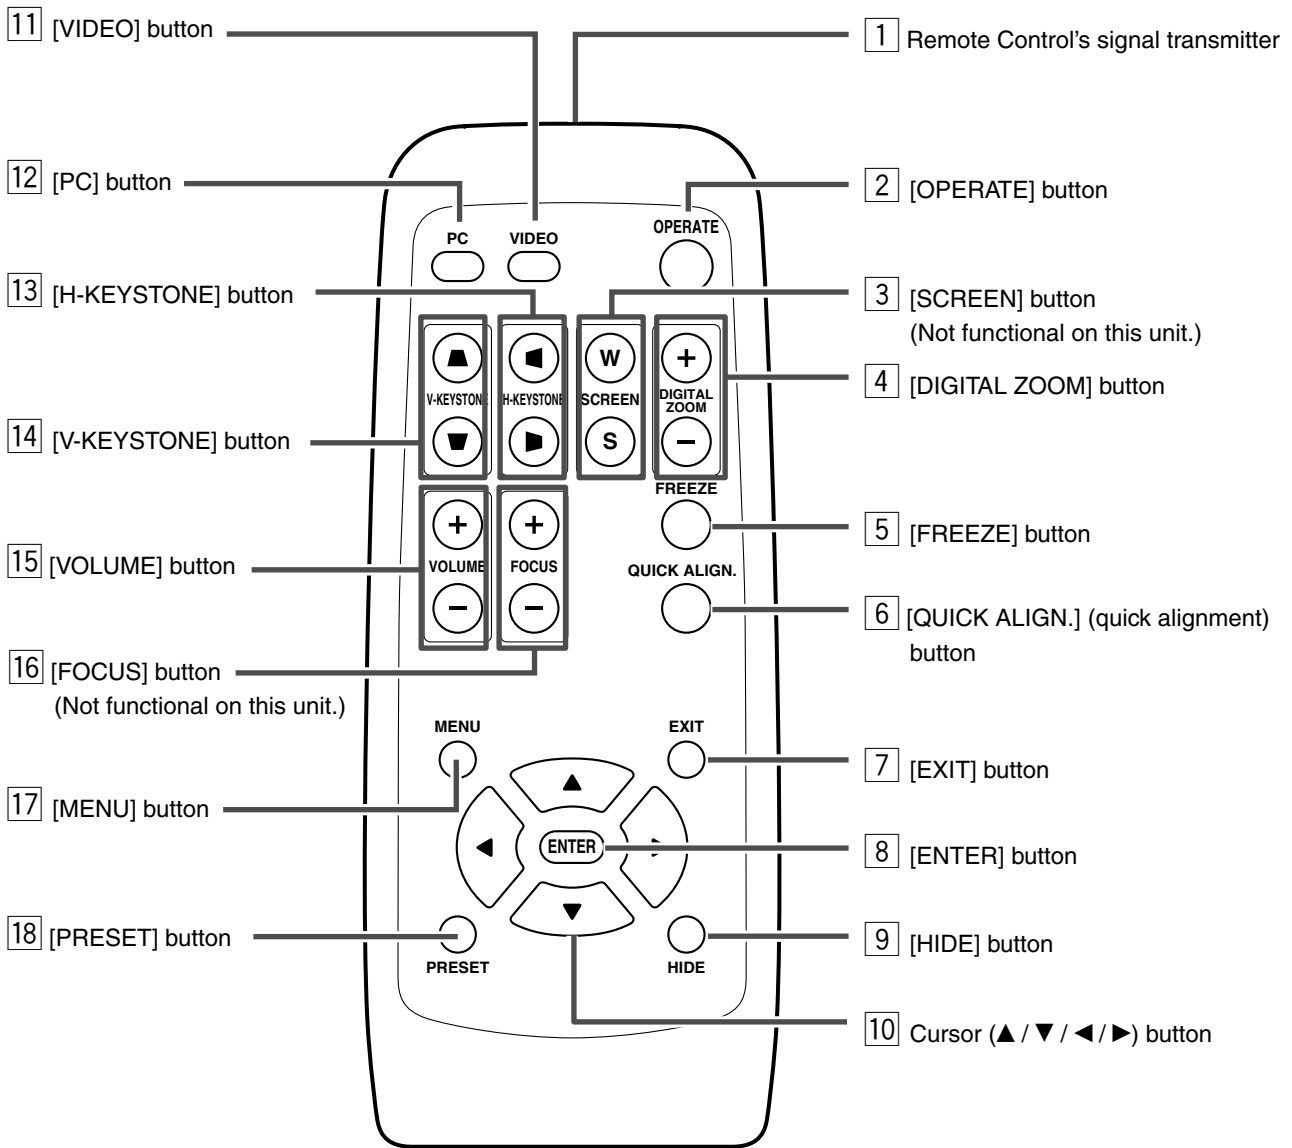 11 [VIDEO] button
1 Remote Control's signal transmitter
12 [PC] button
2 [OPERATE] button
PC
VIDEO
OPERATE
13 [H-KEYSTONE] button
3 [SCREEN] button
(Not functional on this unit.)
W
+
V-KEYSTONE
H-KEYSTONE
SCREEN
DIGITAL
ZOOM
4 [DIGITAL ZOOM] button
14 [V-KEYSTONE] button
S
−
FREEZE
+
+
5 [FREEZE] button
15 [VOLUME] button
VOLUME
FOCUS
QUICK ALIGN.
−
−
6 [QUICK ALIGN.] (quick alignment)
button
16 [FOCUS] button
(Not functional on this unit.)
MENU
EXIT
▲
7 [EXIT] button
17 [MENU] button
◀
ENTER
▶
8 [ENTER] button
▼
18 [PRESET] button
9 [HIDE] button
PRESET
HIDE
10 Cursor (▲ / ▼ / ◀ / ▶) button